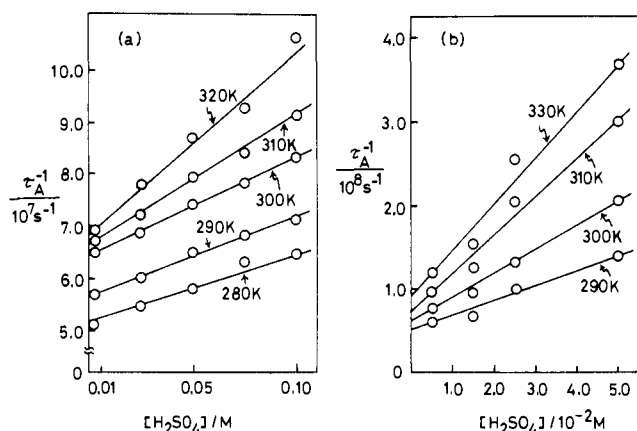 (a)
10.0
9.0
8.0
7.0
6.0
5.0
0
τ_A^-1
10^7 s^-1
320K
310K
300K
290K
280K
0.01
0.05
0.10
[H2SO4] / M
(b)
4.0
3.0
2.0
1.0
0
τ_A^-1
10^8 s^-1
330K
310K
300K
290K
1.0
2.0
3.0
4.0
5.0
[H2SO4] / 10^-2 M